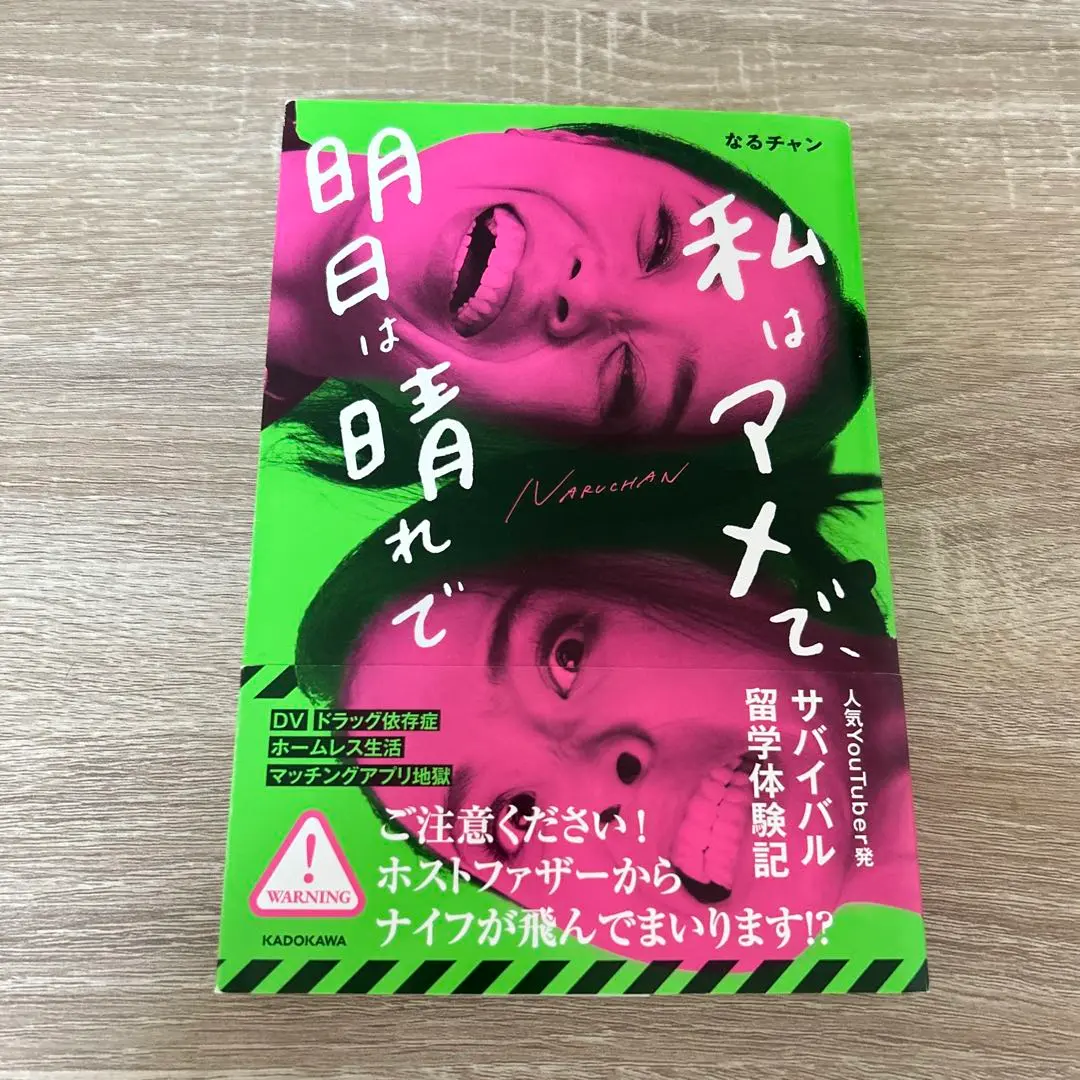 なるチャン
私はマメで、
明日は晴れで
NARUCHAN
人気YouTuber発
サバイバル
留学体験記
DV ドラッグ依存症
ホームレス生活
マッチングアプリ地獄
ご注意ください!
ホストファザーから
ナイフが飛んでまいります!?
!
WARNING
KADOKAWA